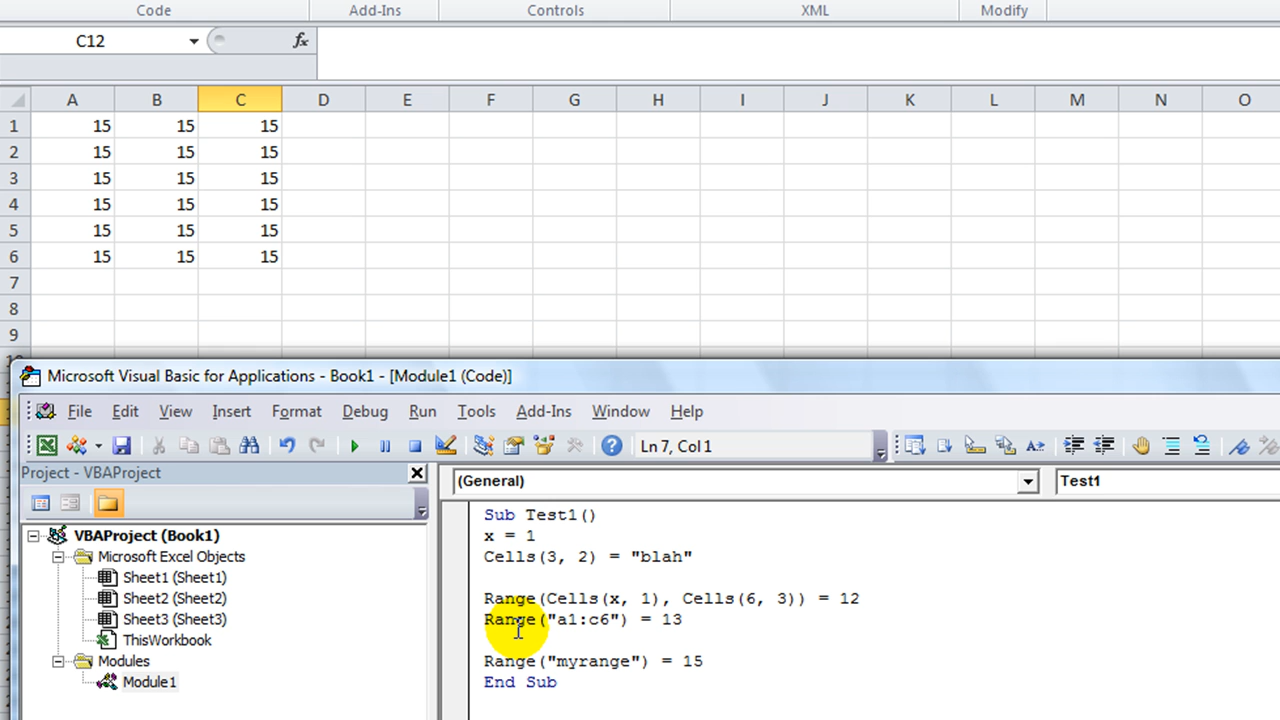 Code Add-Ins Controls XML Modify
C12 fx
A B C D E F G H I J K L M N O
1 15 15 15
2 15 15 15
3 15 15 15
4 15 15 15
5 15 15 15
6 15 15 15
7
8
9
Microsoft Visual Basic for Applications - Book1 - [Module1 (Code)]
File Edit View Insert Format Debug Run Tools Add-Ins Window Help
Ln 7, Col 1
Project - VBAProject
(General) Test1
VBAProject (Book1)
Microsoft Excel Objects
Sheet1 (Sheet1)
Sheet2 (Sheet2)
Sheet3 (Sheet3)
ThisWorkbook
Modules
Module1
Sub Test1()
x = 1
Cells(3, 2) = "blah"
Range(Cells(x, 1), Cells(6, 3)) = 12
Range("a1:c6") = 13
Range("myrange") = 15
End Sub